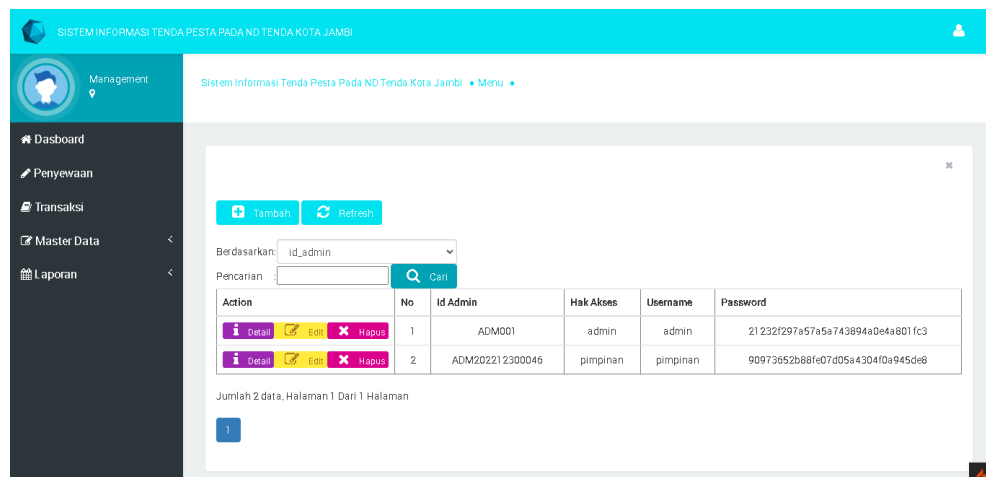 SISTEM INFORMASI TENDA PESTA PADA ND TENDA KOTA JAMBI
Management
Sistem Informasi Tenda Pesta Pada ND Tenda Kota Jambi • Menu •
Dasboard
Penyewaan
Transaksi
Master Data
Laporan
Tambah Refresh
Berdasarkan: id_admin
Pencarian :
Cari
Action No Id Admin Hak Akses Username Password
Detail Edit Hapus 1 ADM001 admin admin 21232f297a57a5a743894a0e4a801fc3
Detail Edit Hapus 2 ADM202212300046 pimpinan pimpinan 90973652b88fe07d05a4304f0a945de8
Jumlah 2 data, Halaman 1 Dari 1 Halaman
1